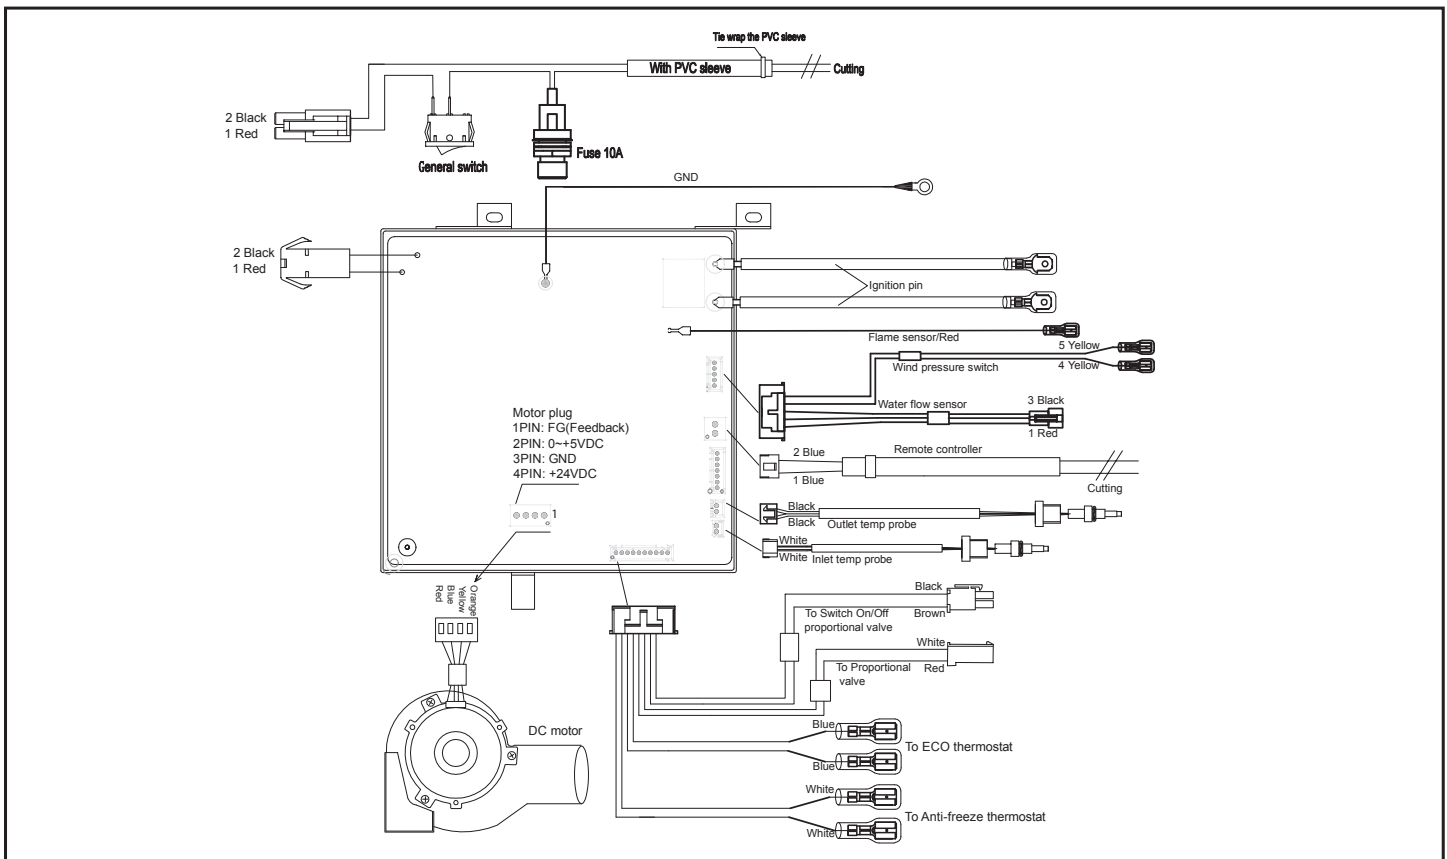 Tie wrap the PVC sleeve
With PVC sleeve
Cutting
2 Black
1 Red
General switch
Fuse 10A
GND
2 Black
1 Red
Ignition pin
Flame sensor/Red
5 Yellow
Wind pressure switch
4 Yellow
Water flow sensor
3 Black
1 Red
Motor plug
1PIN: FG(Feedback)
2PIN: 0~+5VDC
3PIN: GND
4PIN: +24VDC
1
2 Blue
Remote controller
1 Blue
Cutting
Black
Black
Outlet temp probe
White
White
Inlet temp probe
Orange
Yellow
Blue
Red
Black
To Switch On/Off
Brown
proportional valve
White
To Proportional
Red
valve
DC motor
Blue
To ECO thermostat
Blue
White
To Anti-freeze thermostat
White